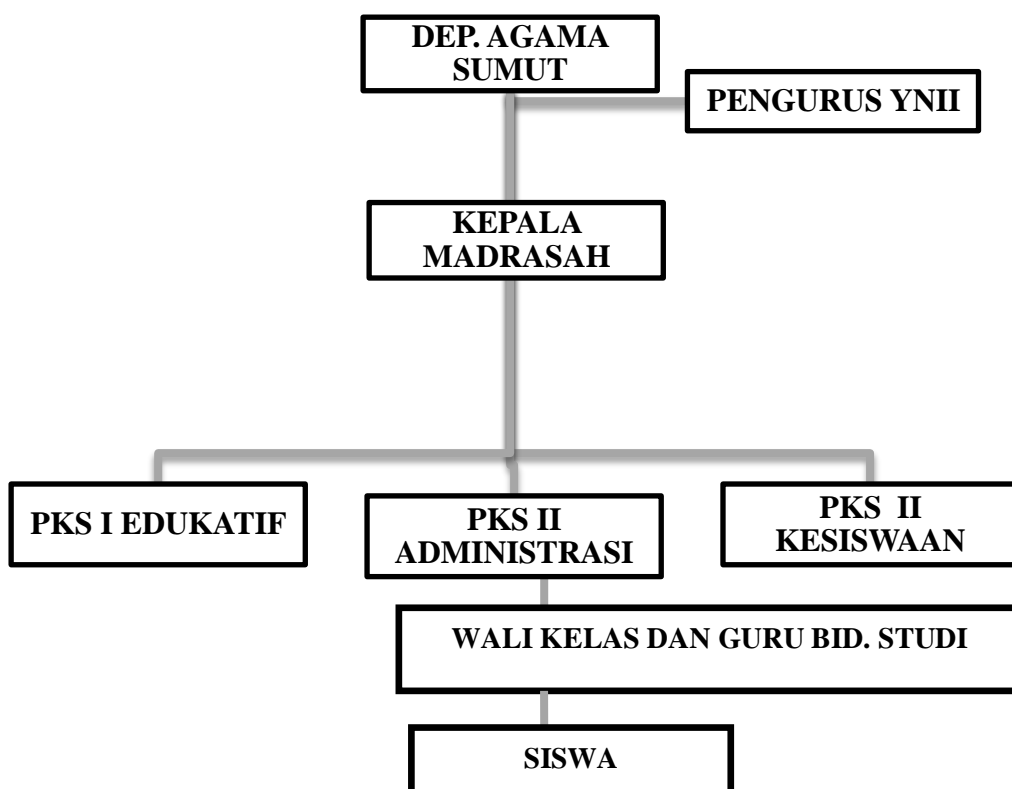 DEP. AGAMA
SUMUT
PENGURUS YNII
KEPALA
MADRASAH
PKS I EDUKATIF
PKS II
ADMINISTRASI
PKS II
KESISWAAN
WALI KELAS DAN GURU BID. STUDI
SISWA